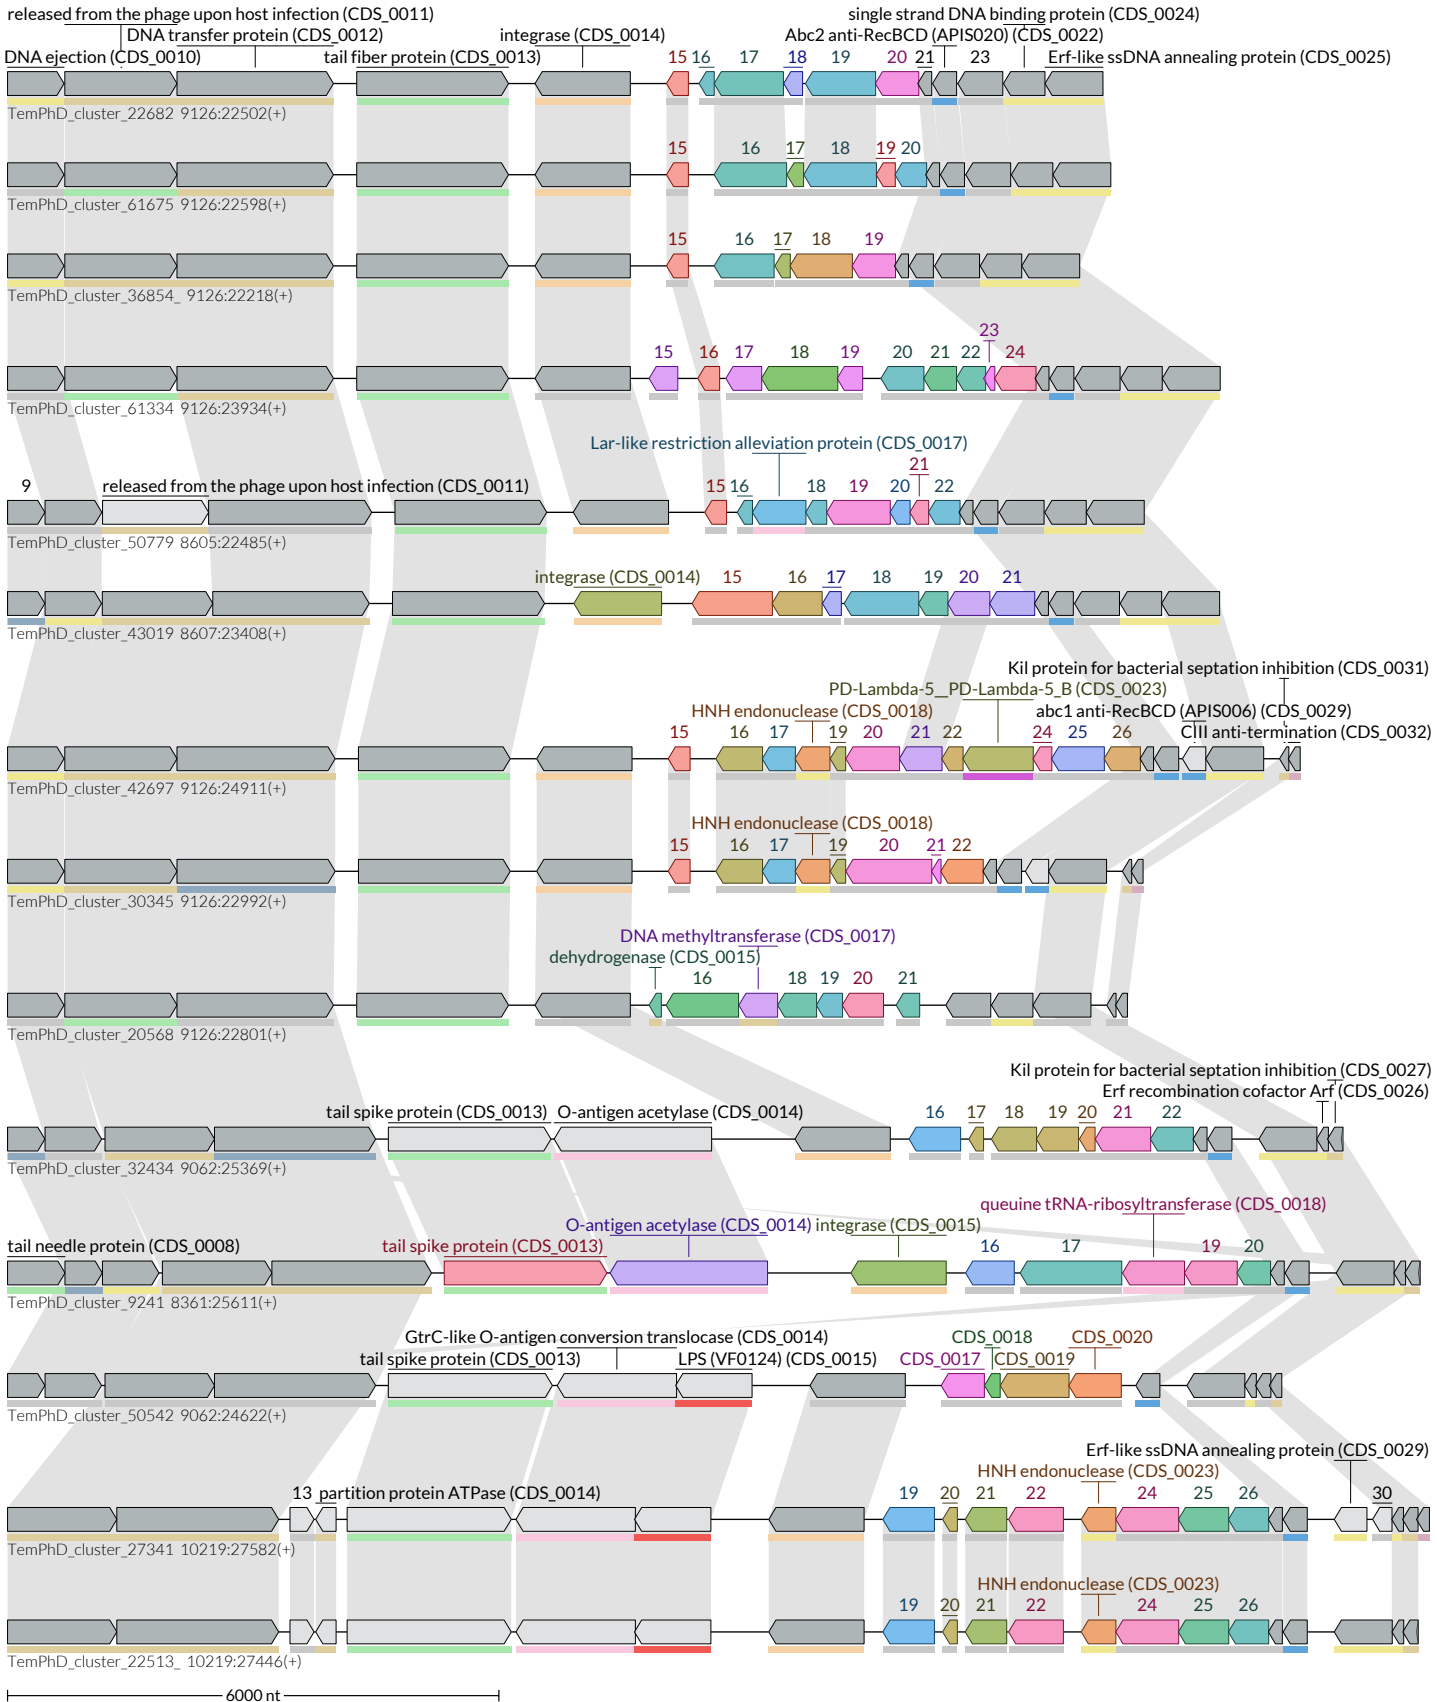 released from the phage upon host infection (CDS_0011) single strand DNA binding protein (CDS_0024)
DNA transfer protein (CDS_0012) integrase (CDS_0014) Abc2 anti-RecBCD (APIS020) (CDS_0022)
DNA ejection (CDS_0010) tail fiber protein (CDS_0013) 15 16 17 18 19 20 21 23 Erf-like ssDNA annealing protein (CDS_0025)
TemPhD_cluster_22682 9126:22502(+)
15 16 17 18 19 20
TemPhD_cluster_61675 9126:22598(+)
15 16 17 18 19
TemPhD_cluster_36854_ 9126:22218(+)
23
15 16 17 18 19 20 21 22 24
TemPhD_cluster_61334 9126:23934(+)
Lar-like restriction alleviation protein (CDS_0017)
21
9 released from the phage upon host infection (CDS_0011) 15 16 18 19 20 22
TemPhD_cluster_50779 8605:22485(+)
integrase (CDS_0014) 15 16 17 18 19 20 21
TemPhD_cluster_43019 8607:23408(+)
Kil protein for bacterial septation inhibition (CDS_0031)
PD-Lambda-5__PD-Lambda-5_B (CDS_0023)
HNH endonuclease (CDS_0018) abc1 anti-RecBCD (APIS006) (CDS_0029)
15 16 17 19 20 21 22 24 25 26 CIII anti-termination (CDS_0032)
TemPhD_cluster_42697 9126:24911(+)
HNH endonuclease (CDS_0018)
15 16 17 19 20 21 22
TemPhD_cluster_30345 9126:22992(+)
DNA methyltransferase (CDS_0017)
dehydrogenase (CDS_0015)
16 18 19 20 21
TemPhD_cluster_20568 9126:22801(+)
Kil protein for bacterial septation inhibition (CDS_0027)
Erf recombination cofactor Arf (CDS_0026)
tail spike protein (CDS_0013) O-antigen acetylase (CDS_0014) 16 17 18 19 20 21 22
TemPhD_cluster_32434 9062:25369(+)
queuine tRNA-ribosyltransferase (CDS_0018)
O-antigen acetylase (CDS_0014) integrase (CDS_0015)
tail needle protein (CDS_0008) tail spike protein (CDS_0013) 16 17 19 20
TemPhD_cluster_9241 8361:25611(+)
GtrC-like O-antigen conversion translocase (CDS_0014) CDS_0018 CDS_0020
tail spike protein (CDS_0013) LPS (VF0124) (CDS_0015) CDS_0017 CDS_0019
TemPhD_cluster_50542 9062:24622(+)
Erf-like ssDNA annealing protein (CDS_0029)
HNH endonuclease (CDS_0023)
13 partition protein ATPase (CDS_0014) 19 20 21 22 24 25 26 30
TemPhD_cluster_27341 10219:27582(+)
HNH endonuclease (CDS_0023)
19 20 21 22 24 25 26
TemPhD_cluster_22513_ 10219:27446(+)
6000 nt